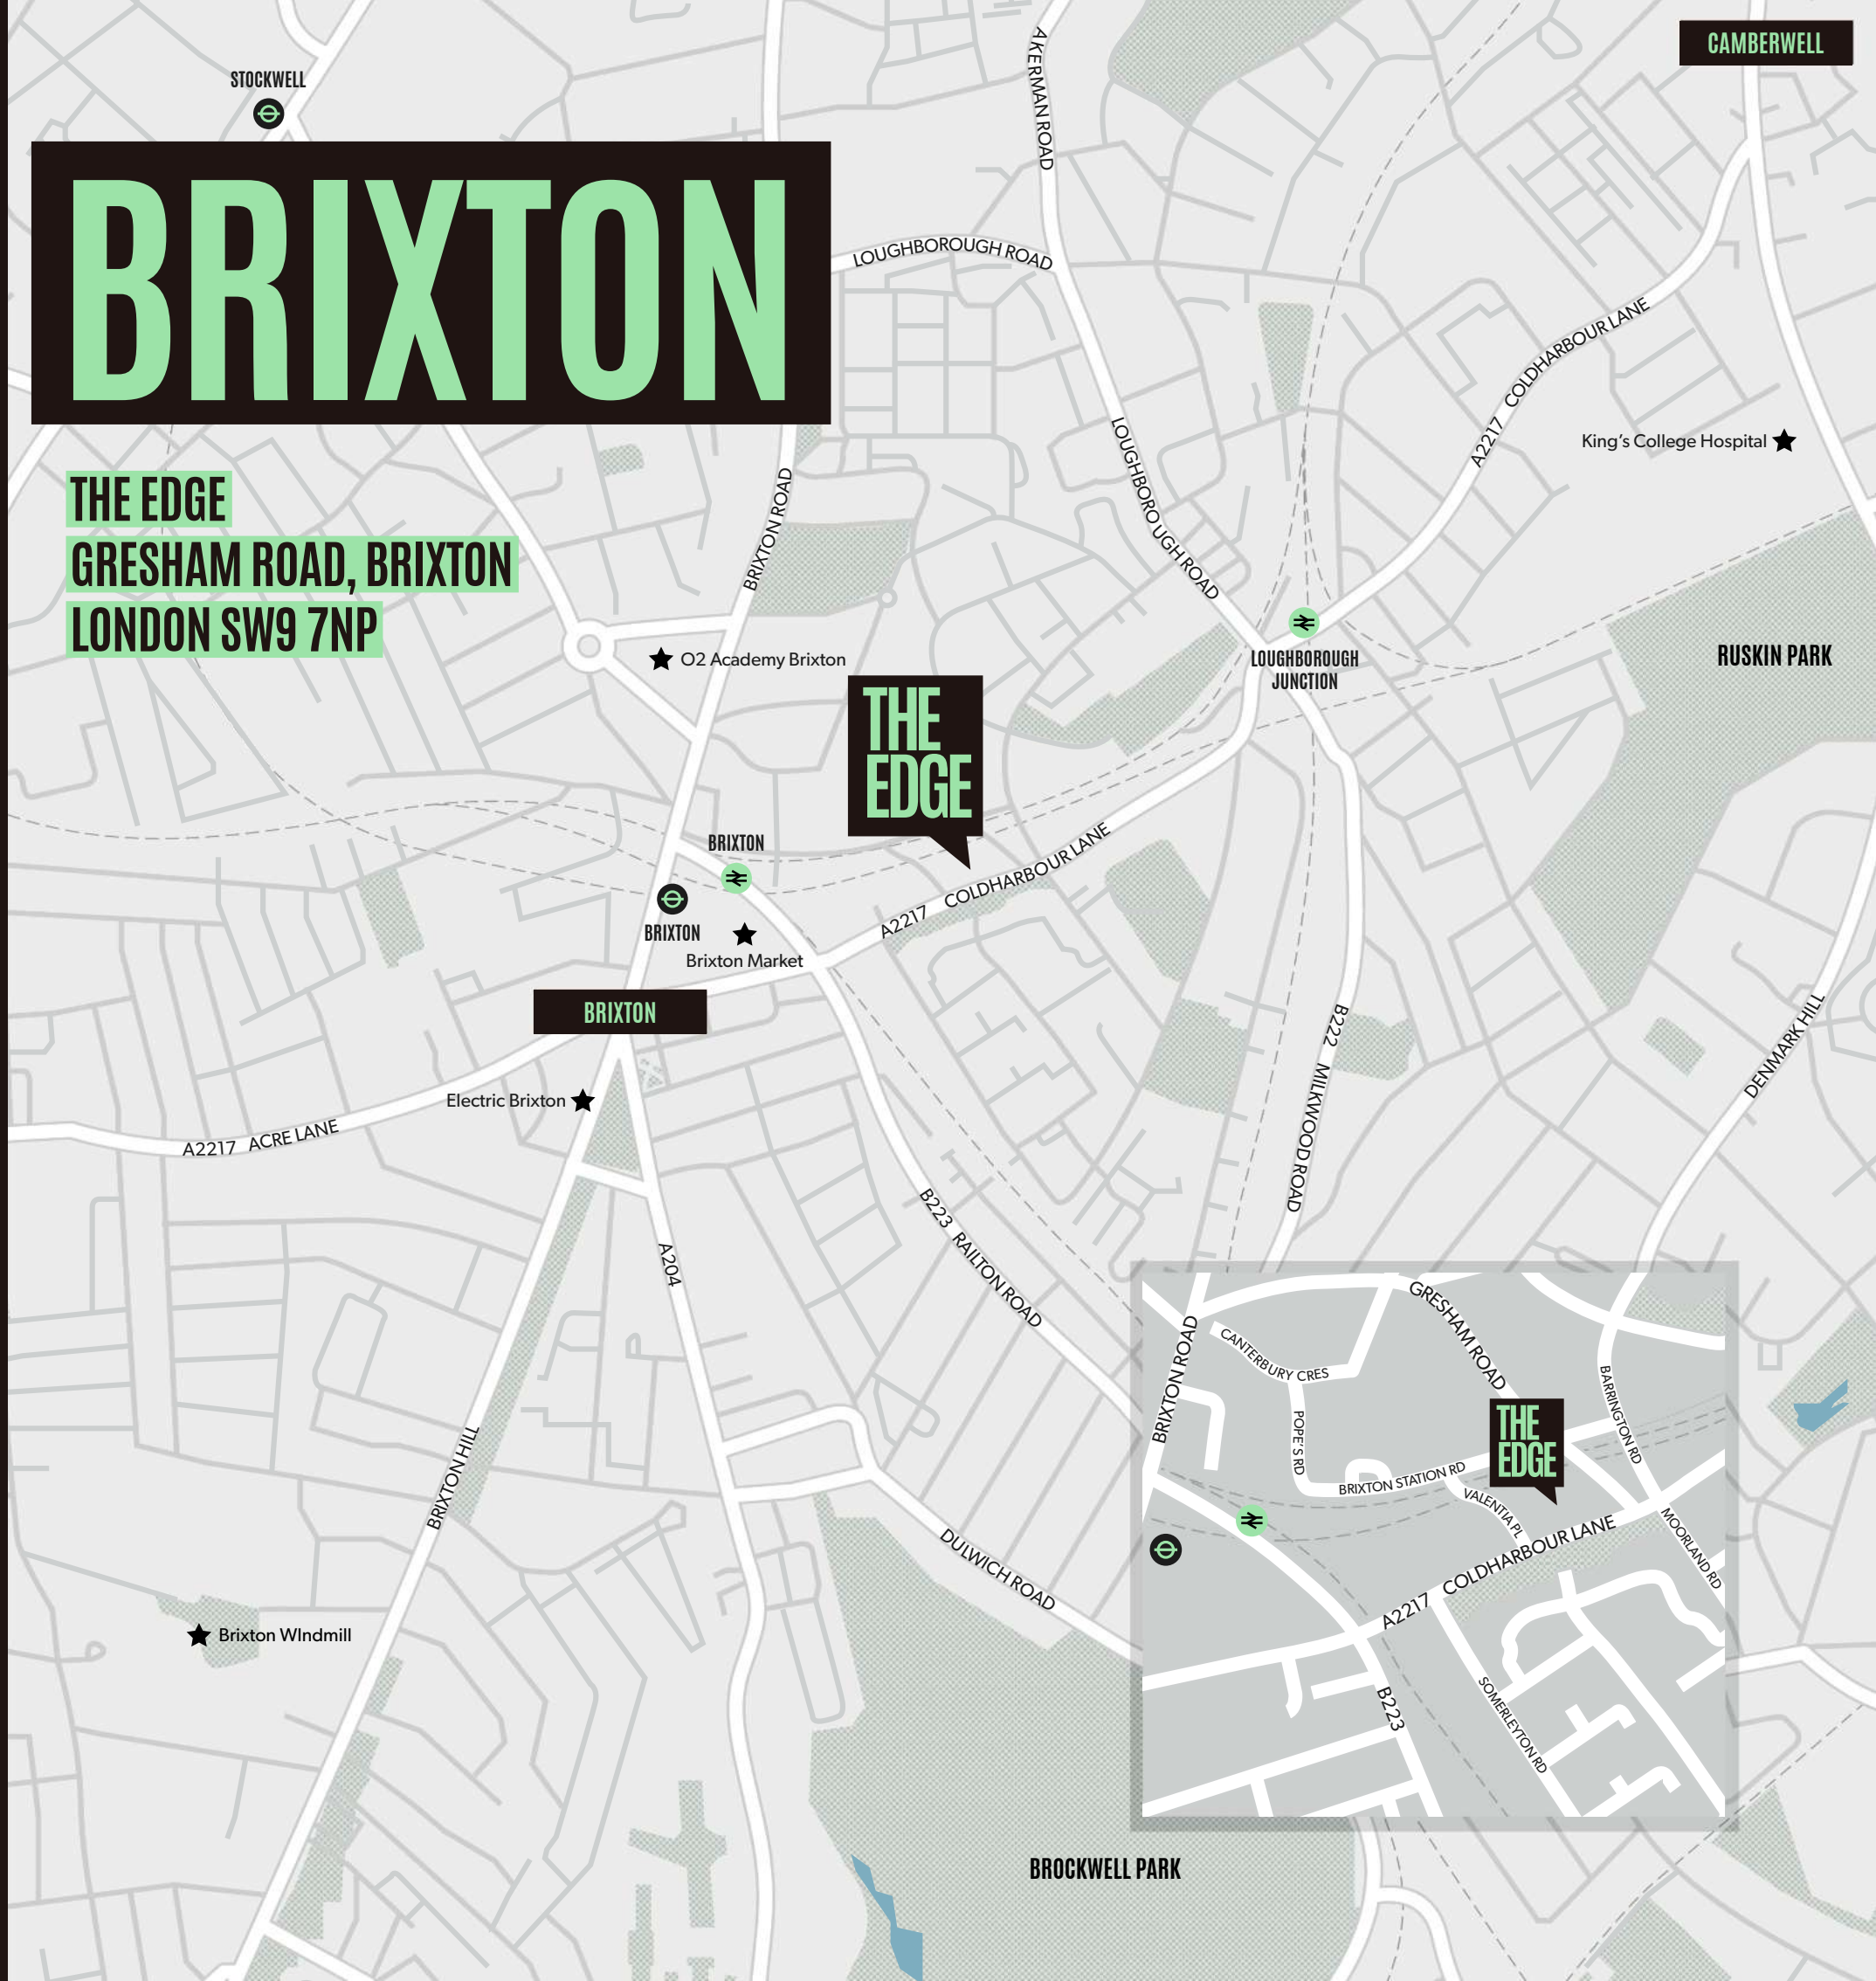 CAMBERWELL
STOCKWELL
AKERMAN ROAD
BRIXTON
LOUGHBOROUGH ROAD
A2217 COLDHARBOUR LANE
King's College Hospital
THE EDGE
GRESHAM ROAD, BRIXTON
LONDON SW9 7NP
BRIXTON ROAD
LOUGHBOROUGH ROAD
O2 Academy Brixton
LOUGHBOROUGH
JUNCTION
RUSKIN PARK
THE
EDGE
BRIXTON
A2217 COLDHARBOUR LANE
BRIXTON
Brixton Market
BRIXTON
B222 MILKWOOD ROAD
DENMARK HILL
Electric Brixton
A2217 ACRE LANE
A204
B223 RAILTON ROAD
BRIXTON HILL
DULWICH ROAD
Brixton WIndmill
BROCKWELL PARK
GRESHAM ROAD
CANTERBURY CRES
BRIXTON ROAD
BARRINGTON RD
POPE'S RD
THE
EDGE
BRIXTON STATION RD
VALENTIA PL
A2217 COLDHARBOUR LANE
MOORLAND RD
B223
SOMERLEYTON RD